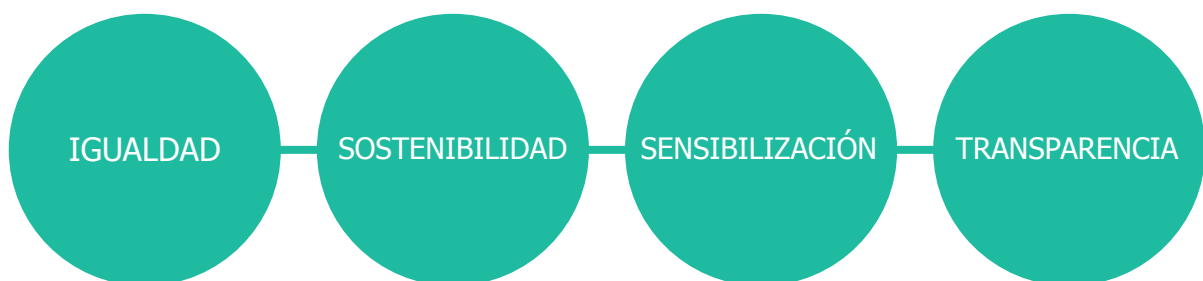 IGUALDAD
SOSTENIBILIDAD
SENSIBILIZACIÓN
TRANSPARENCIA